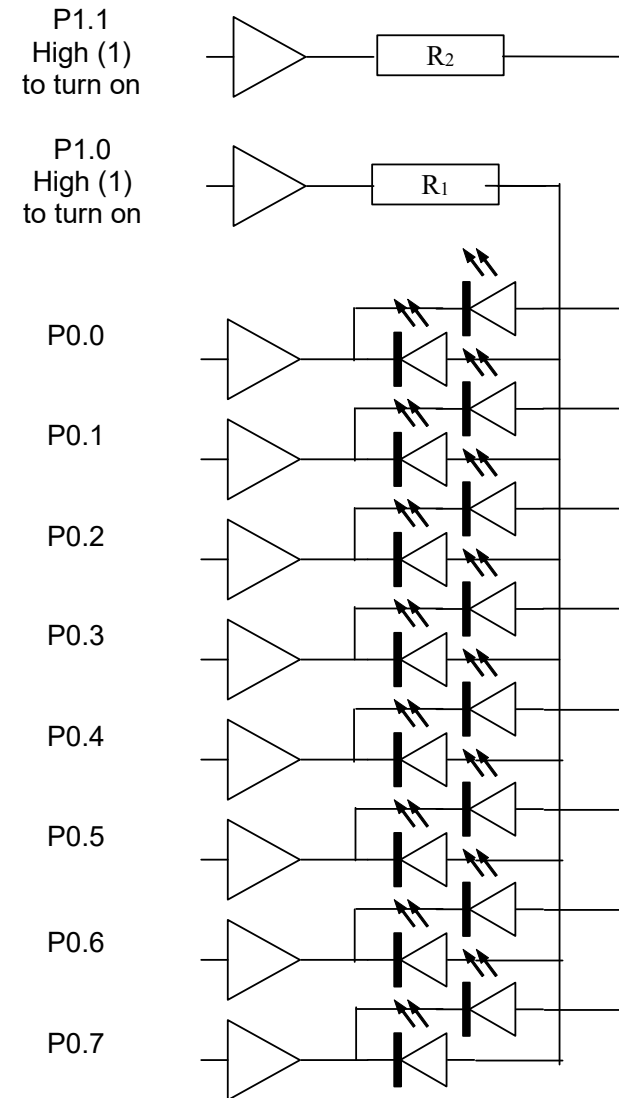 P1.1
High (1)
to turn on
R2
P1.0
High (1)
to turn on
R1
P0.0
P0.1
P0.2
P0.3
P0.4
P0.5
P0.6
P0.7